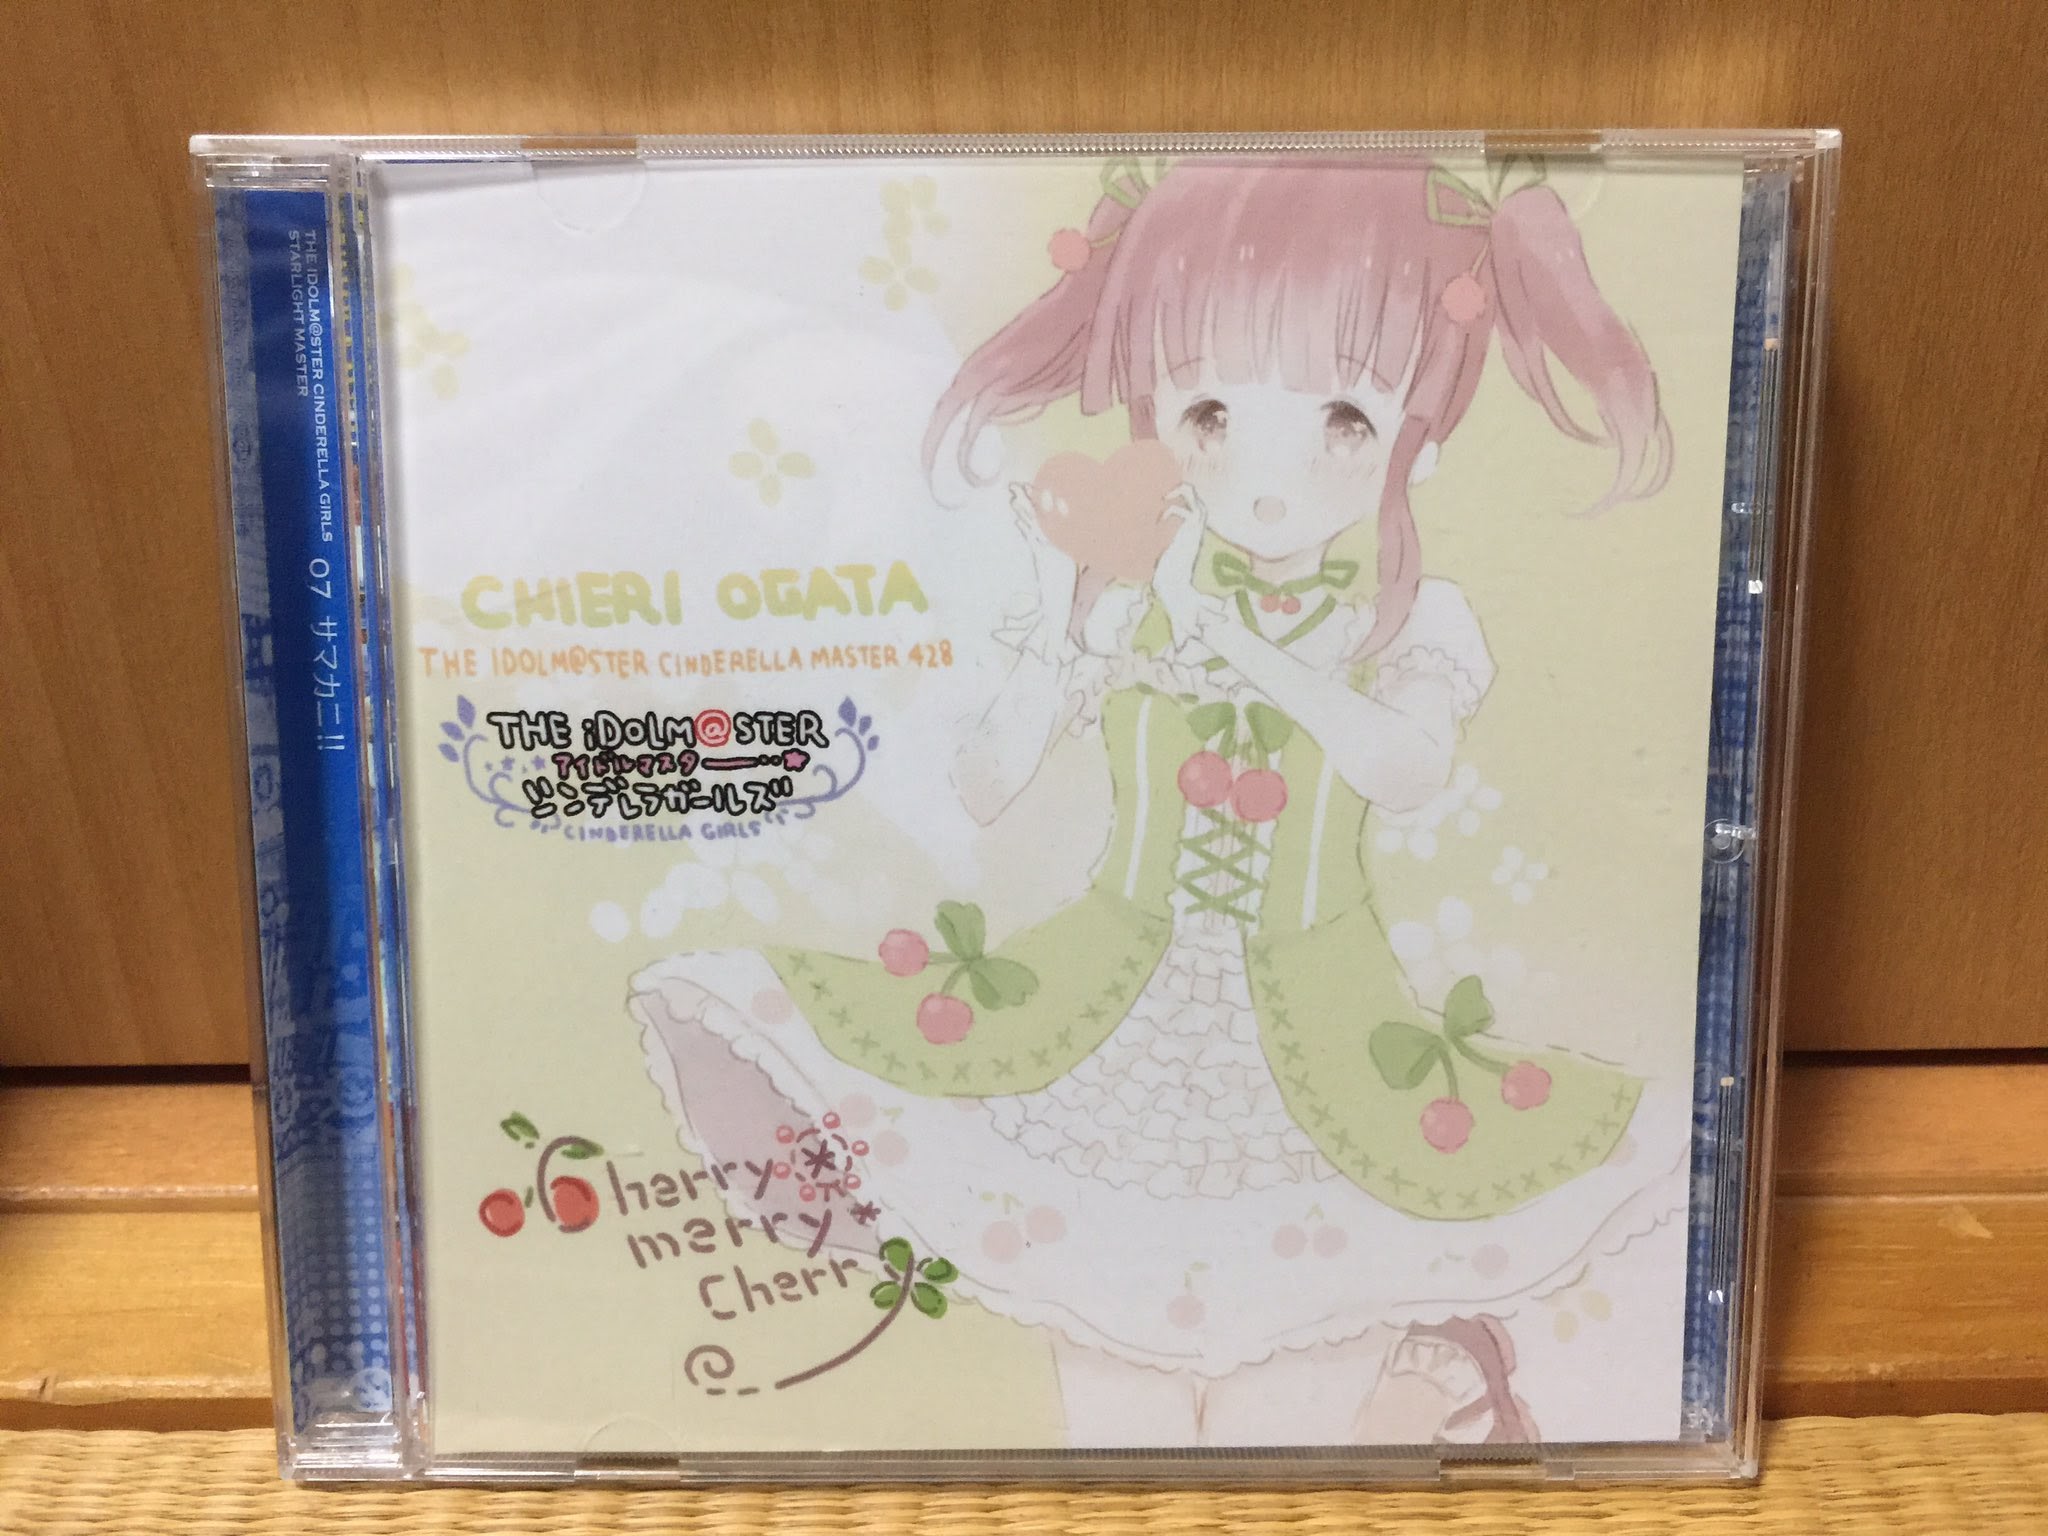 THE IDOLM@STER CINDERELLA GIRLS
STARLIGHT MASTER
07 サマカニ!!
CHIERI OGATA
THE IDOLM@STER CINDERELLA MASTER 428
THE iDOLM@STER
アイドルマスター
シンデレラガールズ
CINDERELLA GIRLS
Cherry*
merry*
Cherr